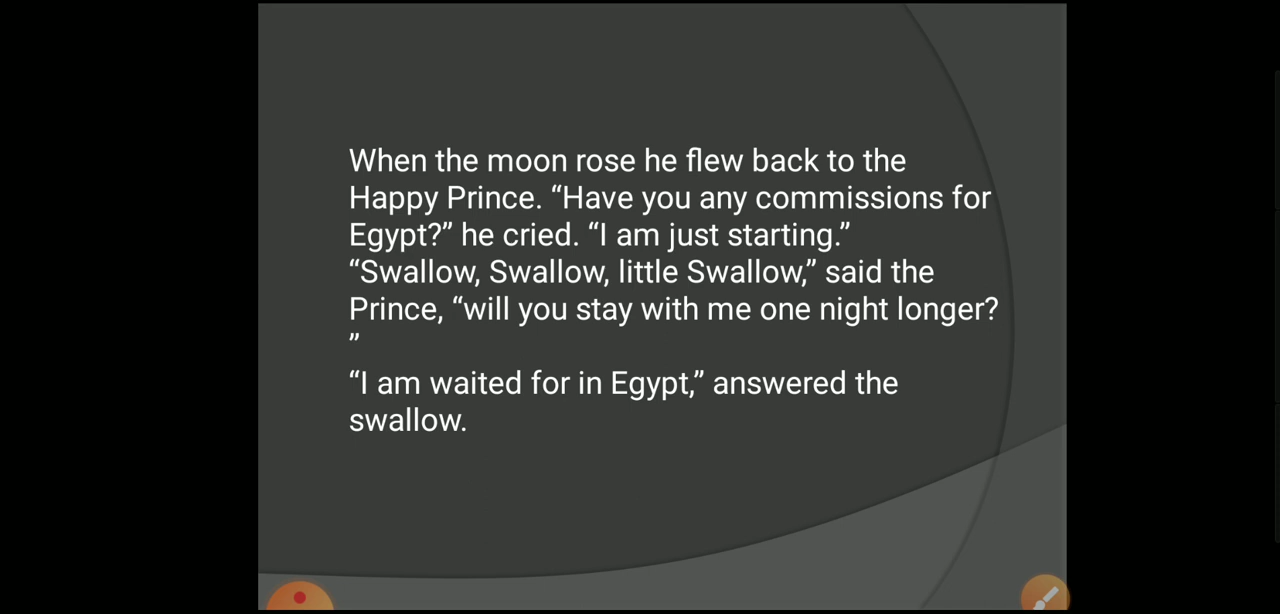 When the moon rose he flew back to the
Happy Prince. “Have you any commissions for
Egypt?” he cried. “I am just starting.”
“Swallow, Swallow, little Swallow,” said the
Prince, “will you stay with me one night longer?
”
“I am waited for in Egypt,” answered the
swallow.